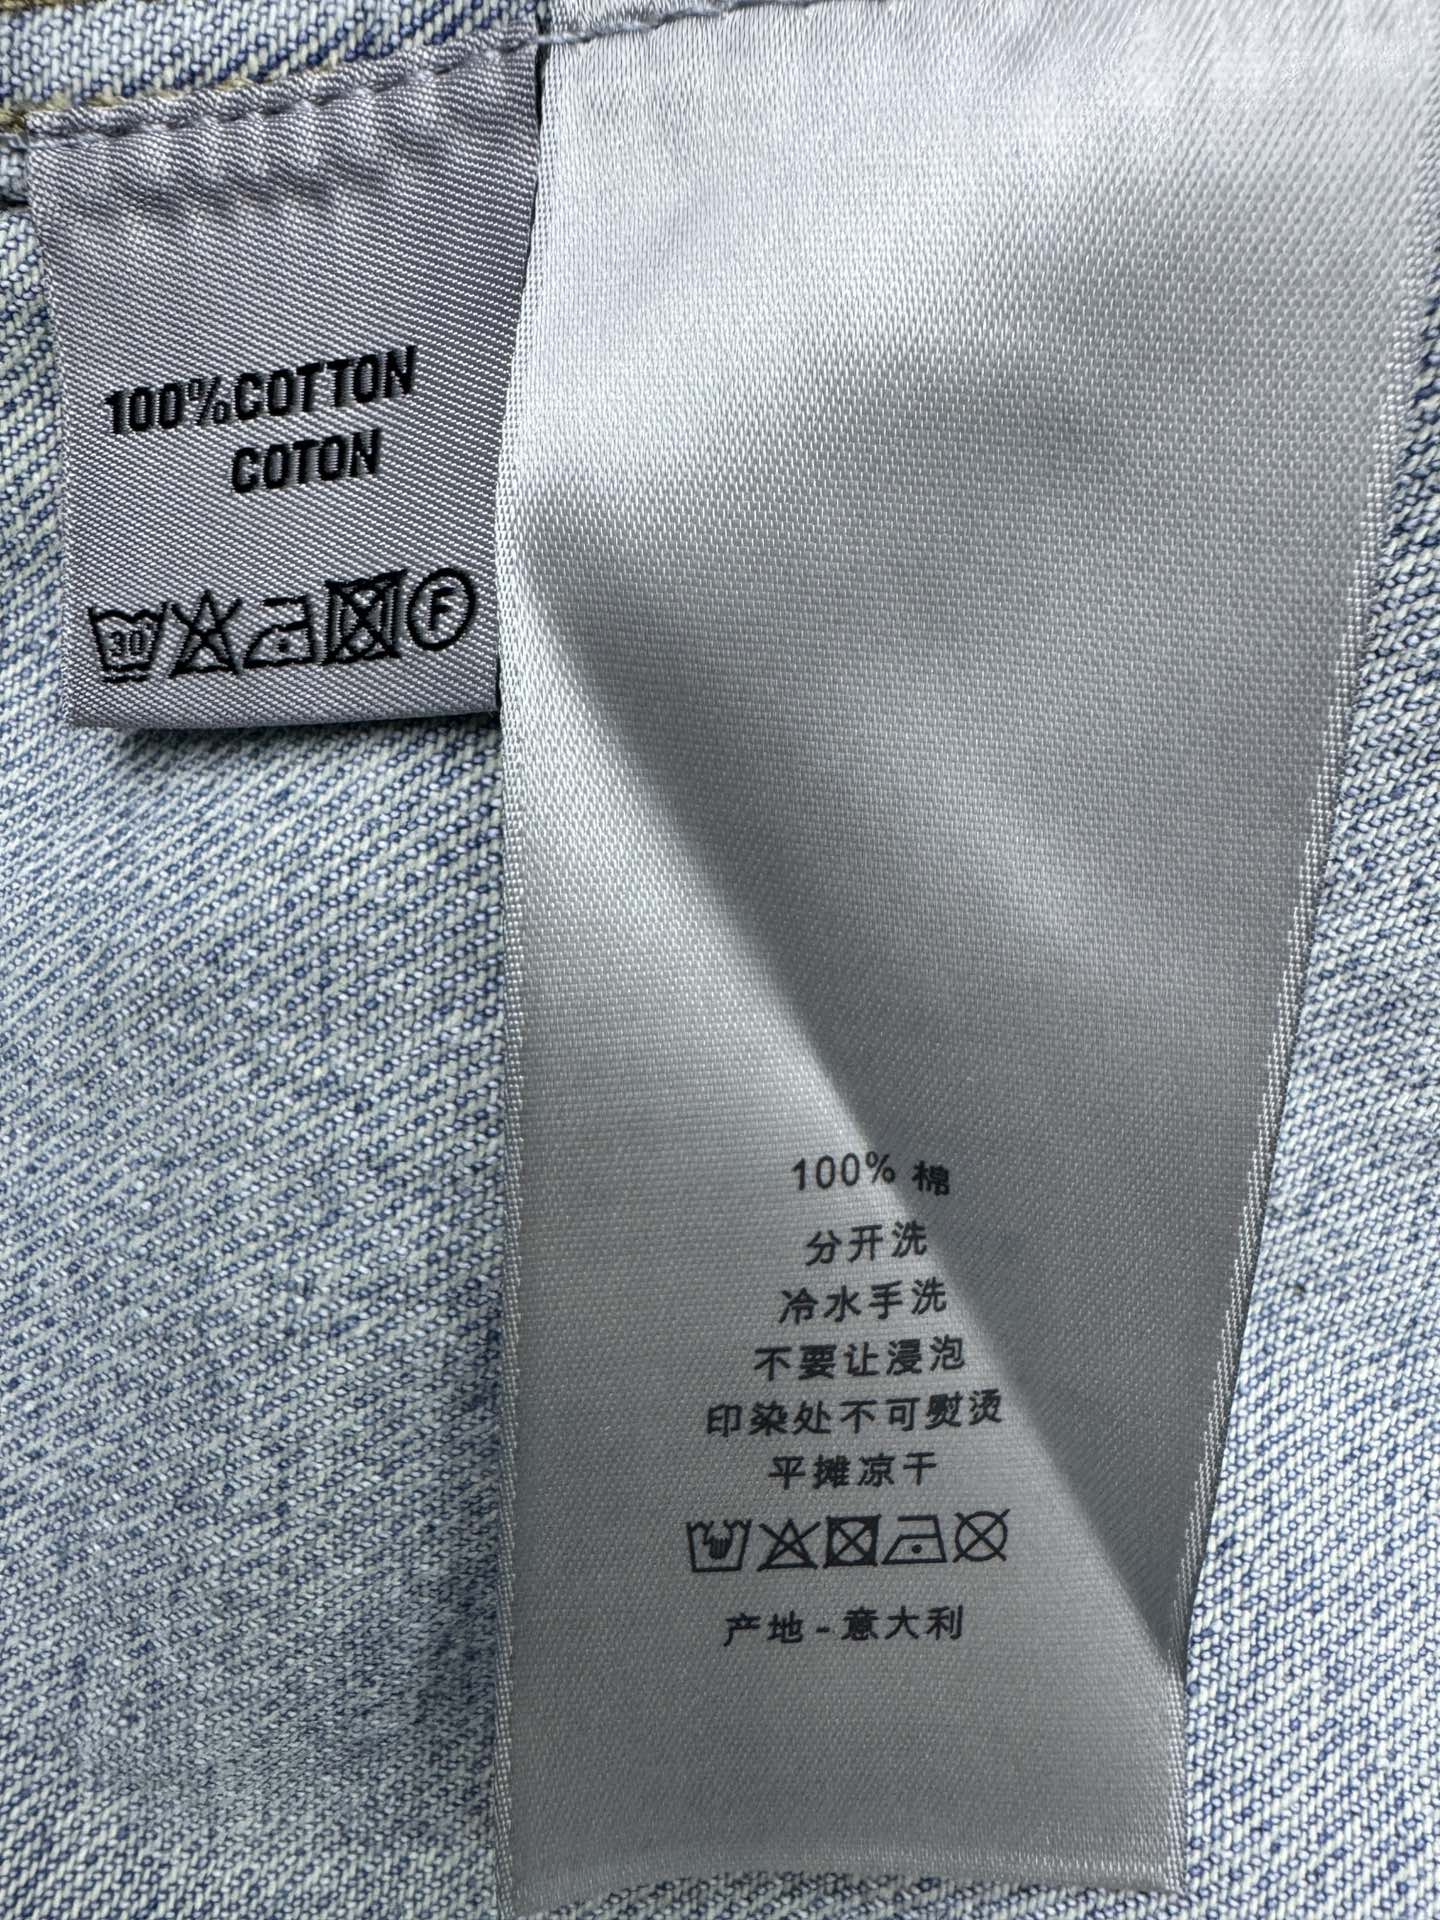 100%COTTON
COTON
30
F
100% 棉
分开洗
冷水手洗
不要让浸泡
印染处不可熨烫
平摊凉干
产地-意大利